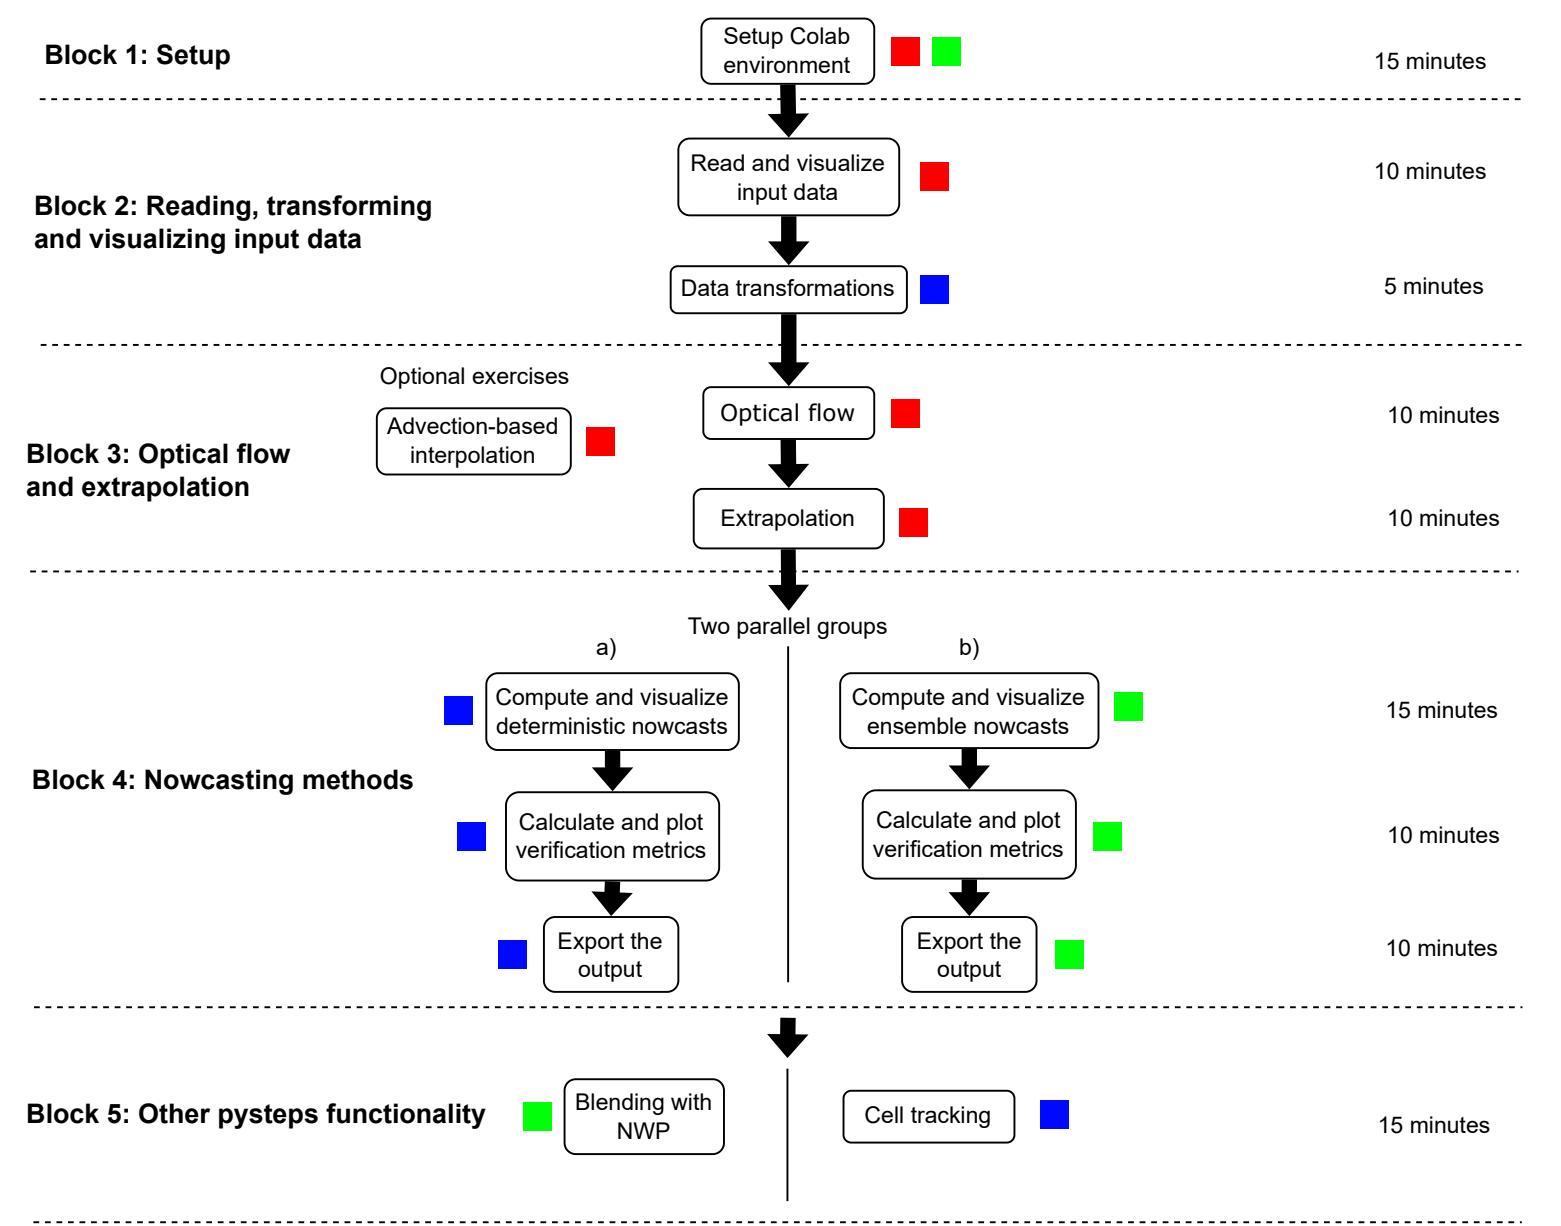 Block 1: Setup
Setup Colab
environment
15 minutes
Block 2: Reading, transforming
and visualizing input data
Read and visualize
input data
10 minutes
Data transformations
5 minutes
Block 3: Optical flow
and extrapolation
Optional exercises
Advection-based
interpolation
Optical flow
10 minutes
Extrapolation
10 minutes
Two parallel groups
Block 4: Nowcasting methods
a)
b)
Compute and visualize
deterministic nowcasts
Compute and visualize
ensemble nowcasts
15 minutes
Calculate and plot
verification metrics
Calculate and plot
verification metrics
10 minutes
Export the
output
Export the
output
10 minutes
Block 5: Other pysteps functionality
Blending with
NWP
Cell tracking
15 minutes